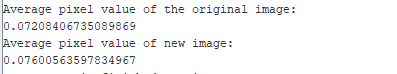 Average pixel value of the original image:
0.07208406735089869
Average pixel value of new image:
0.07600563597834967